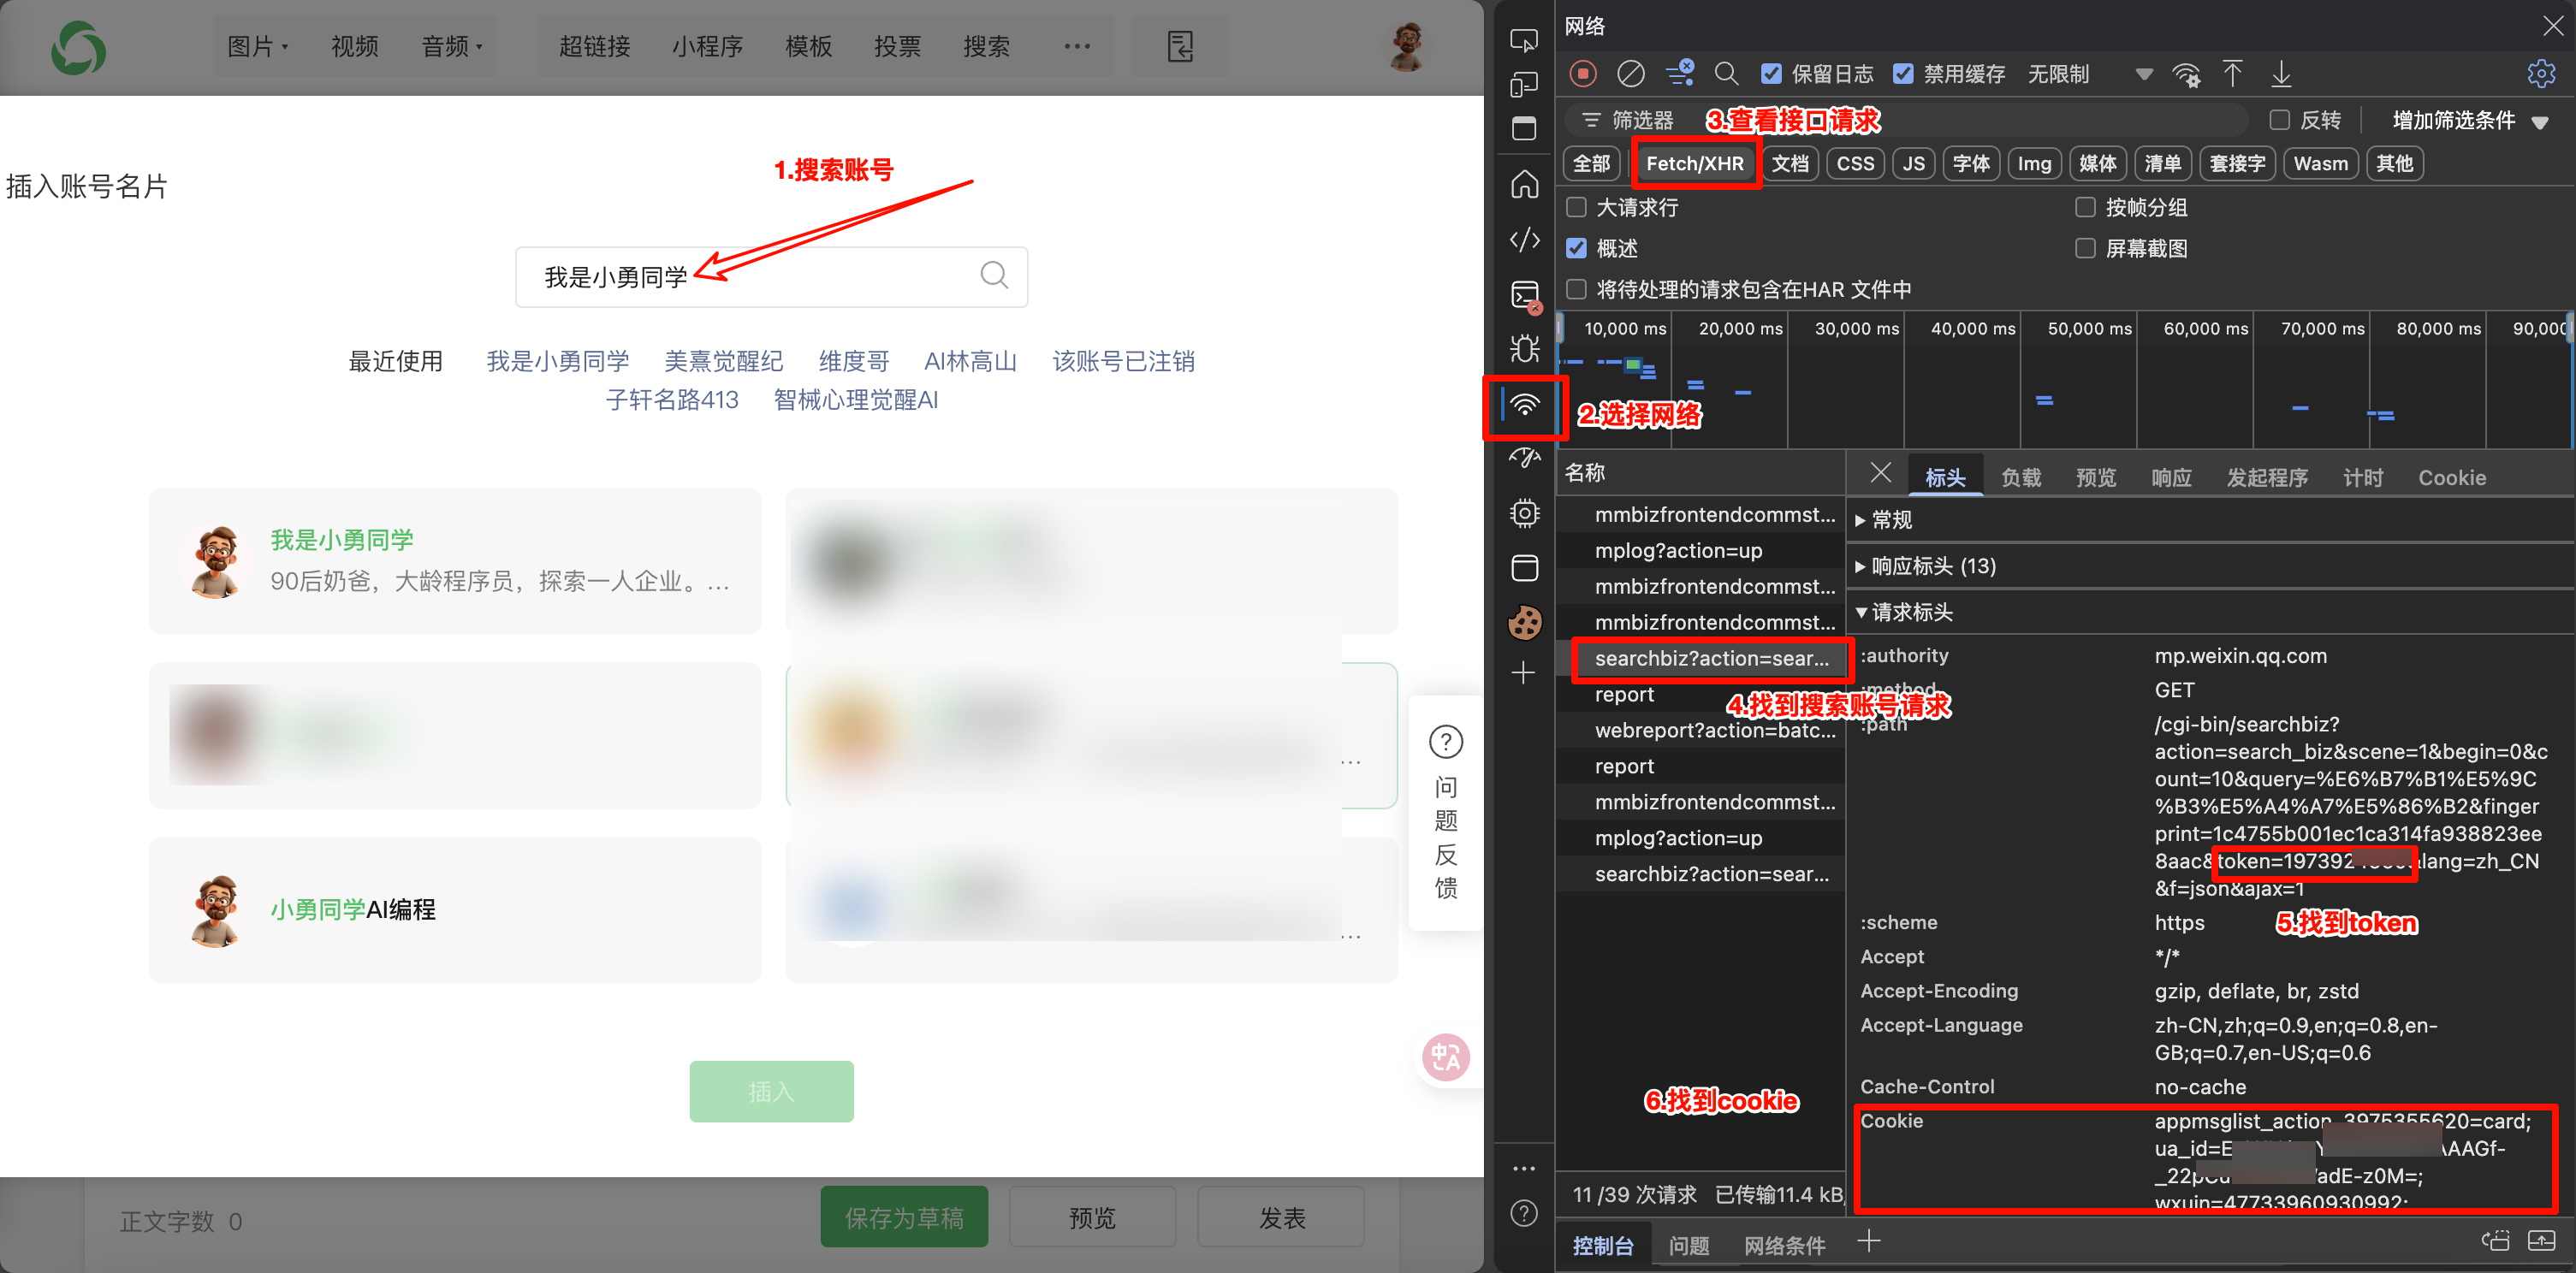 图片 视频 音频 超链接 小程序 模板 投票 搜索 ···
插入账号名片
1.搜索账号
我是小勇同学
最近使用 我是小勇同学 美熹觉醒纪 维度哥 AI林高山 该账号已注销
子轩名路413 智械心理觉醒AI
我是小勇同学
90后奶爸，大龄程序员，探索一人企业。...
...
小勇同学AI编程
...
问
题
反
馈
中A
插入
正文字数 0
保存为草稿 预览 发表
网络
保留日志 禁用缓存 无限制
筛选器 3.查看接口请求 反转 增加筛选条件
全部 Fetch/XHR 文档 CSS JS 字体 Img 媒体 清单 套接字 Wasm 其他
大请求行 按帧分组
概述 屏幕截图
将待处理的请求包含在HAR 文件中
10,000 ms 20,000 ms 30,000 ms 40,000 ms 50,000 ms 60,000 ms 70,000 ms 80,000 ms 90,000
2.选择网络
名称
mmbizfrontendcommst...
mplog?action=up
mmbizfrontendcommst...
mmbizfrontendcommst...
searchbiz?action=sear...
report
webreport?action=batc...
report
mmbizfrontendcommst...
mplog?action=up
searchbiz?action=sear...
4.找到搜索账号请求
6.找到cookie
11 /39 次请求 已传输11.4 kB
标头 负载 预览 响应 发起程序 计时 Cookie
常规
响应标头 (13)
请求标头
:authority mp.weixin.qq.com
:method GET
:path /cgi-bin/searchbiz?
action=search_biz&scene=1&begin=0&c
ount=10&query=%E6%B7%B1%E5%9C
%B3%E5%A4%A7%E5%86%B2&finger
print=1c4755b001ec1ca314fa938823ee
8aac&token=197392 &lang=zh_CN
&f=json&ajax=1
:scheme https
5.找到token
Accept */*
Accept-Encoding gzip, deflate, br, zstd
Accept-Language zh-CN,zh;q=0.9,en;q=0.8,en-
GB;q=0.7,en-US;q=0.6
Cache-Control no-cache
Cookie appmsglist_action_3975355620=card;
ua_id= AAAGf-
_22 adE-z0M=;
wxuin=47733960930992;
控制台 问题 网络条件